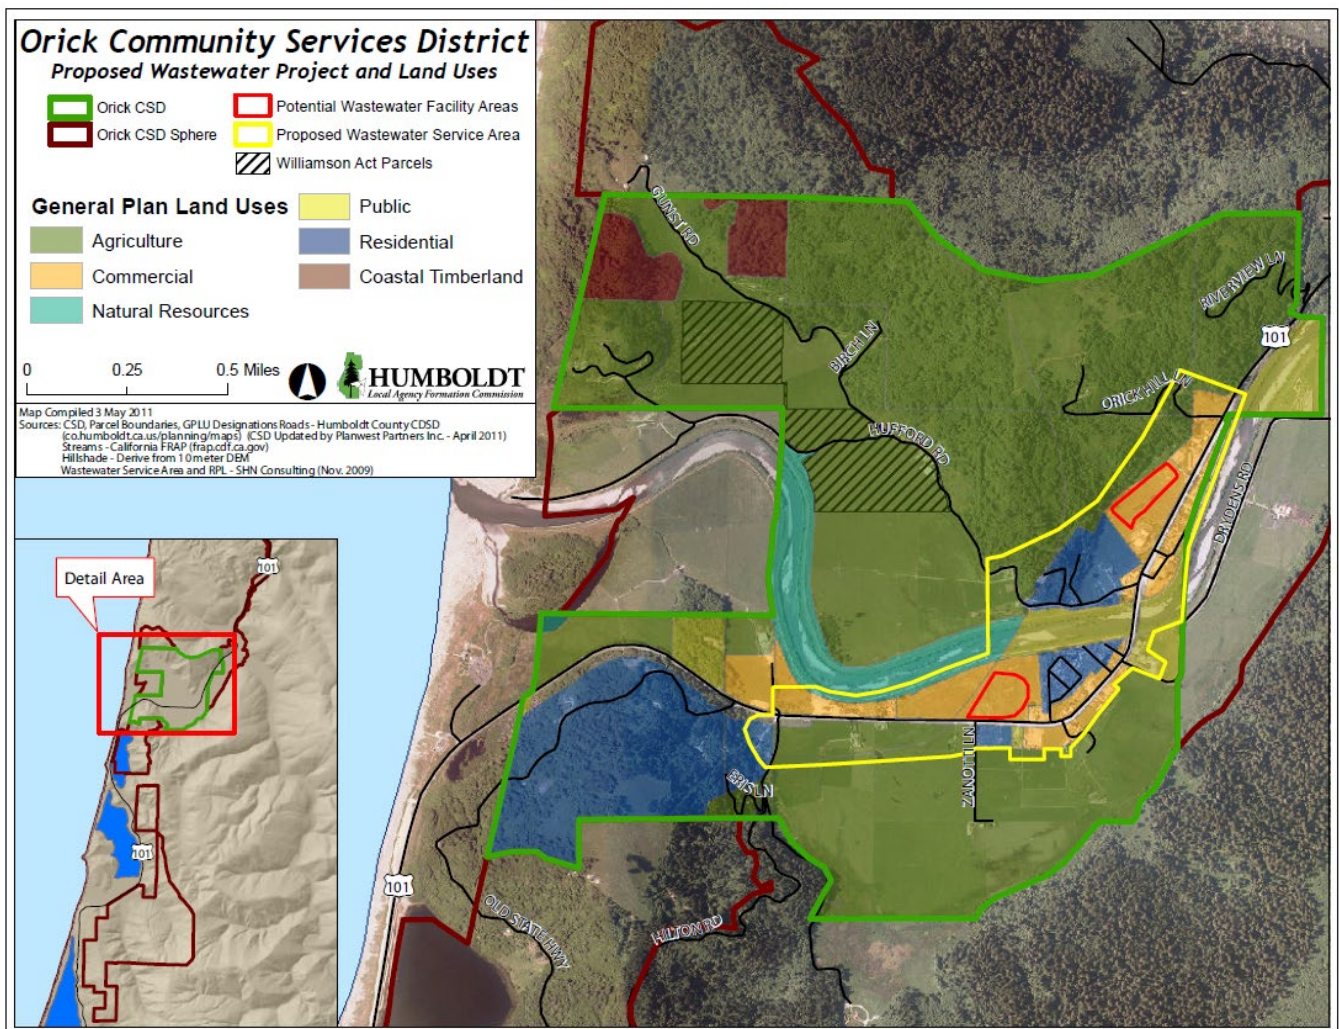 Orick Community Services District
Proposed Wastewater Project and Land Uses
Orick CSD
Potential Wastewater Facility Areas
Orick CSD Sphere
Proposed Wastewater Service Area
Williamson Act Parcels
General Plan Land Uses
Public
Agriculture
Residential
Commercial
Coastal Timberland
Natural Resources
0 0.25 0.5 Miles
HUMBOLDT
Local Agency Formation Commission
Map Compiled 3 May 2011
Sources: CSD, Parcel Boundaries, GPLU Designations Roads - Humboldt County CDSD
(co.humboldt.ca.us/planning/maps) (CSD Updated by Planwest Partners Inc. - April 2011)
Streams - California FRAP (frap.cdf.ca.gov)
Hillshade - Derive from 10 meter DEM
Wastewater Service Area and RPL - SHN Consulting (Nov. 2009)
GUNST RD
RIVERVIEW LN
101
BIRCH LN
ORICK HILL LN
HUFFORD RD
DRYDENS RD
101
Detail Area
ERIS LN
ZANOTTI LN
101
101
OLD STATE HWY
HILTON RD